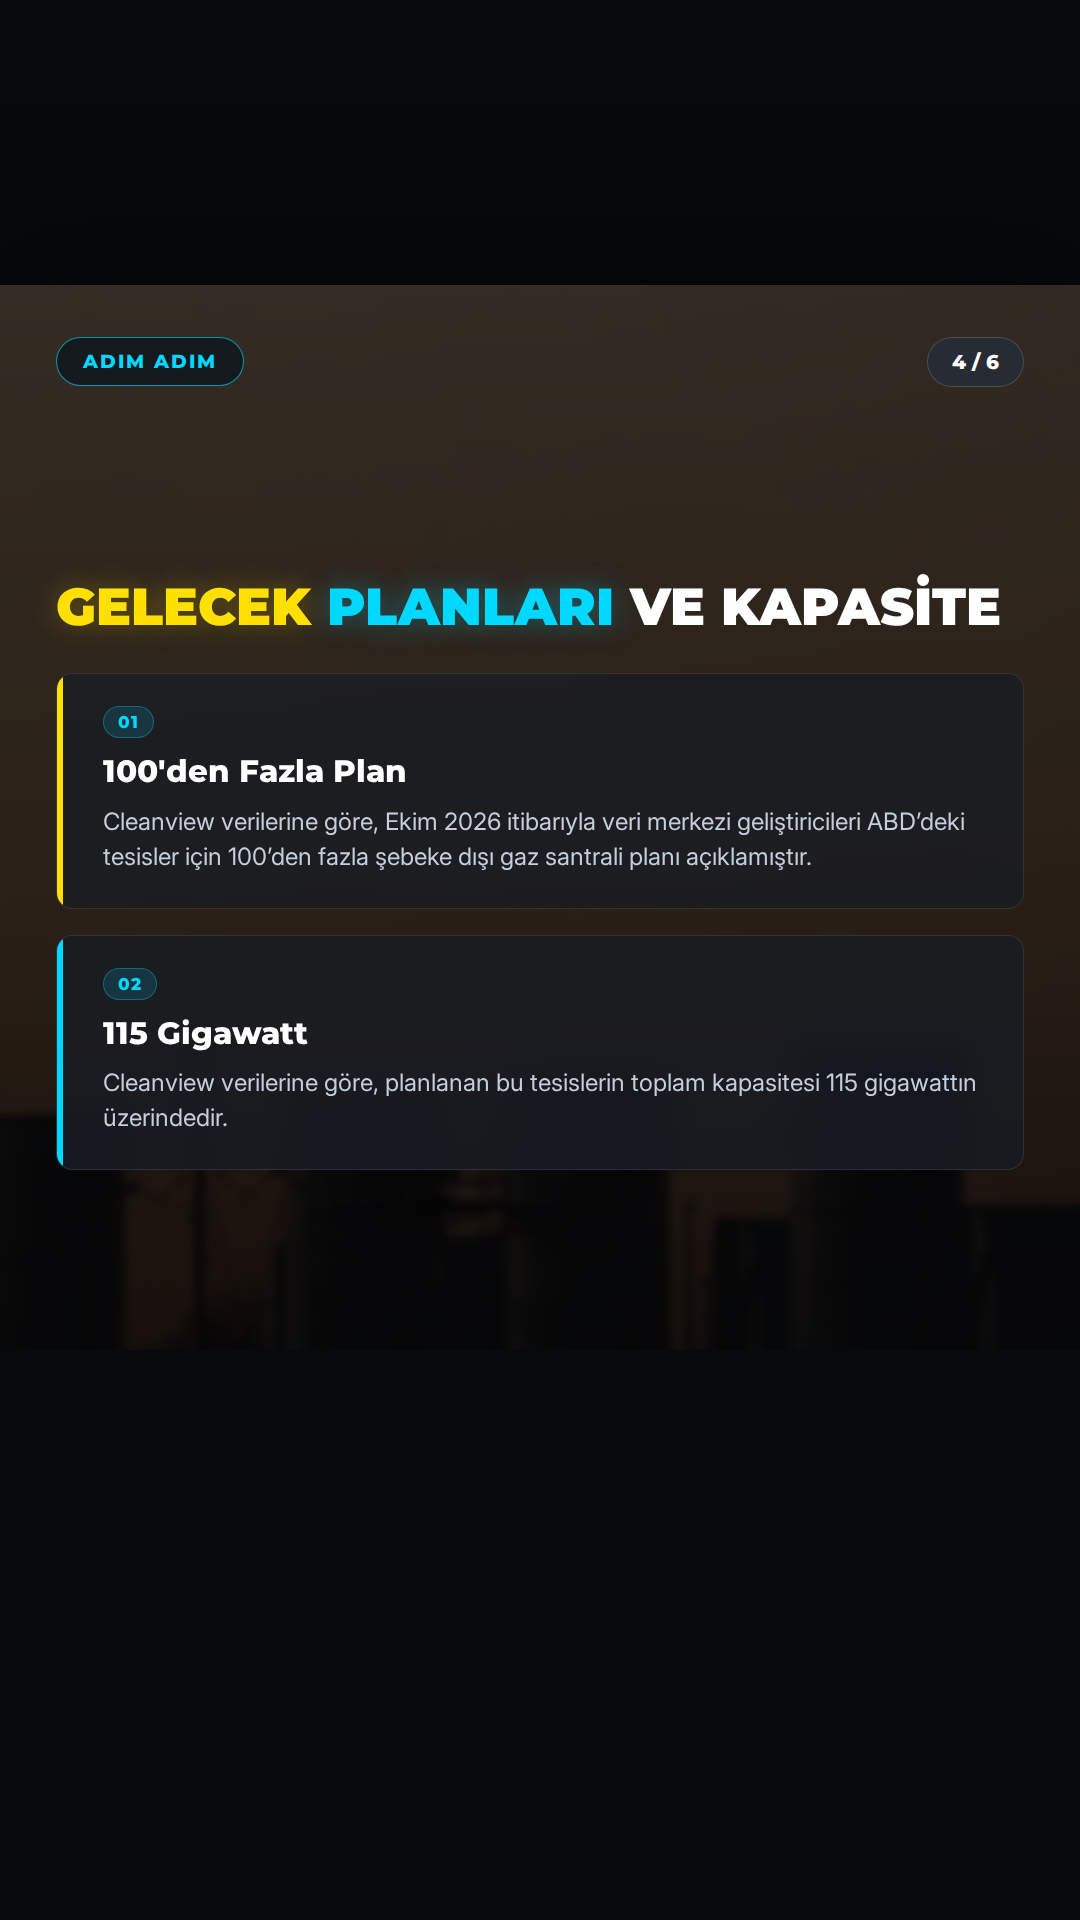 ADIM ADIM
4 / 6
GELECEK PLANLARI VE KAPASİTE
01
100'den Fazla Plan
Cleanview verilerine göre, Ekim 2026 itibarıyla veri merkezi geliştiricileri ABD’deki
tesisler için 100’den fazla şebeke dışı gaz santrali planı açıklamıştır.
02
115 Gigawatt
Cleanview verilerine göre, planlanan bu tesislerin toplam kapasitesi 115 gigawattın
üzerindedir.